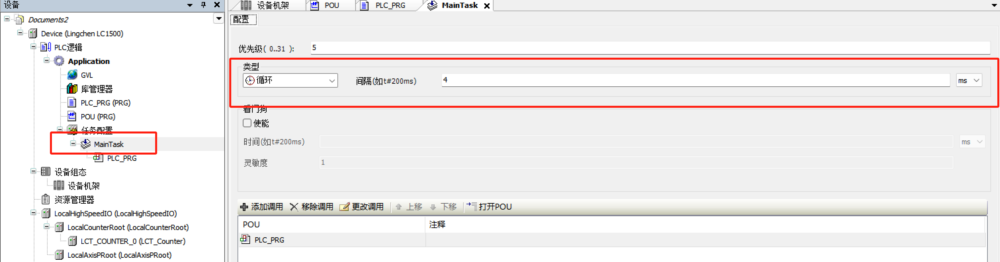 设备
Documents2
Device (Lingchen LC1500)
PLC逻辑
Application
GVL
库管理器
PLC_PRG (PRG)
POU (PRG)
任务配置
MainTask
PLC_PRG
设备组态
设备机架
资源管理器
LocalHighSpeedIO (LocalHighSpeedIO)
LocalCounterRoot (LocalCounterRoot)
LCT_COUNTER_0 (LCT_Counter)
LocalAxisPRoot (LocalAxisPRoot)
设备机架 POU PLC_PRG MainTask
配置
优先级( 0..31 ): 5
类型
循环 间隔(如t#200ms) 4 ms
看门狗
使能
时间(如t#200ms) ms
灵敏度 1
添加调用 移除调用 更改调用 上移 下移 打开POU
POU 注释
PLC_PRG